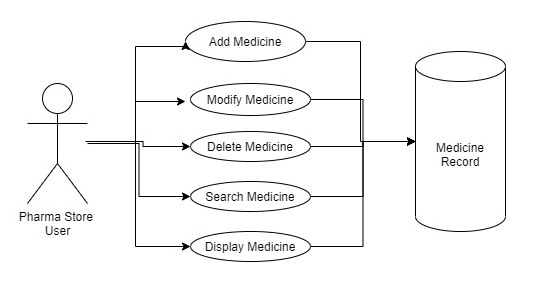 Add Medicine
Modify Medicine
Delete Medicine
Search Medicine
Display Medicine
Pharma Store
User
Medicine
Record